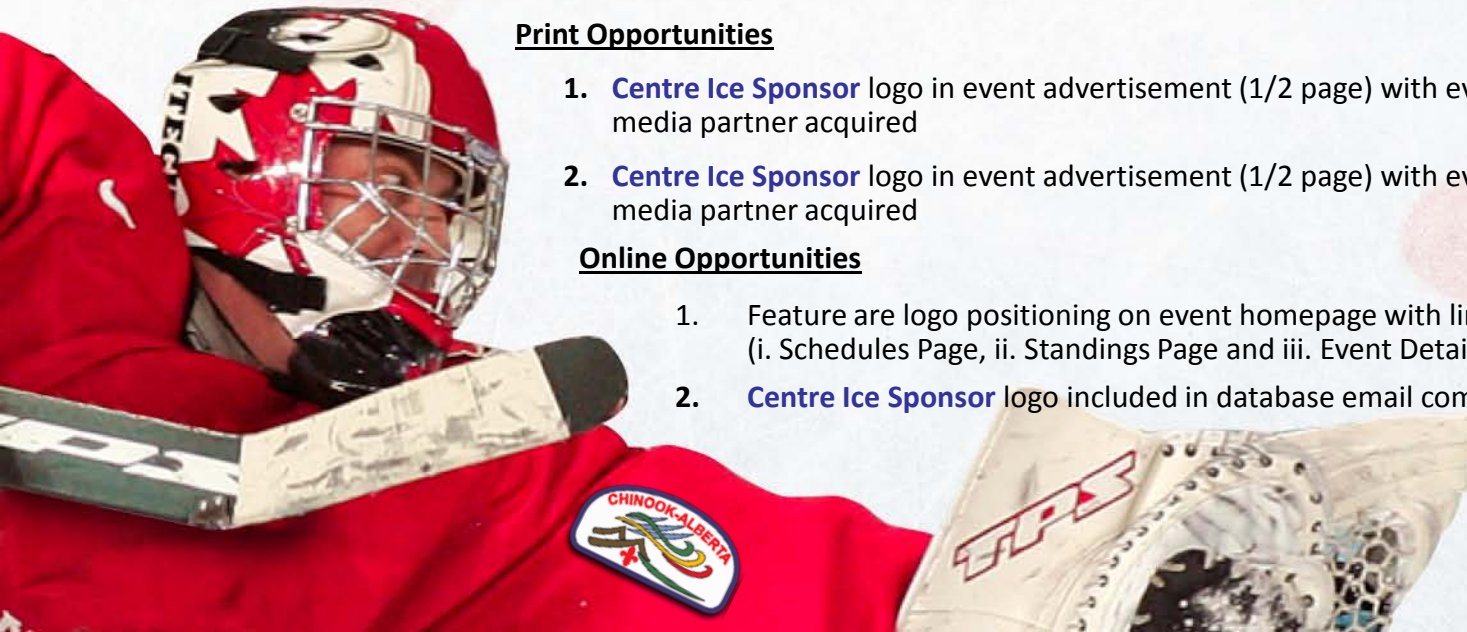 Print Opportunities
1. Centre Ice Sponsor logo in event advertisement (1/2 page) with ev
media partner acquired
2. Centre Ice Sponsor logo in event advertisement (1/2 page) with ev
media partner acquired
Online Opportunities
1. Feature are logo positioning on event homepage with li
(i. Schedules Page, ii. Standings Page and iii. Event Detai
2. Centre Ice Sponsor logo included in database email com
ITECH
TPS
CHINOOK-ALBERTA
TPS